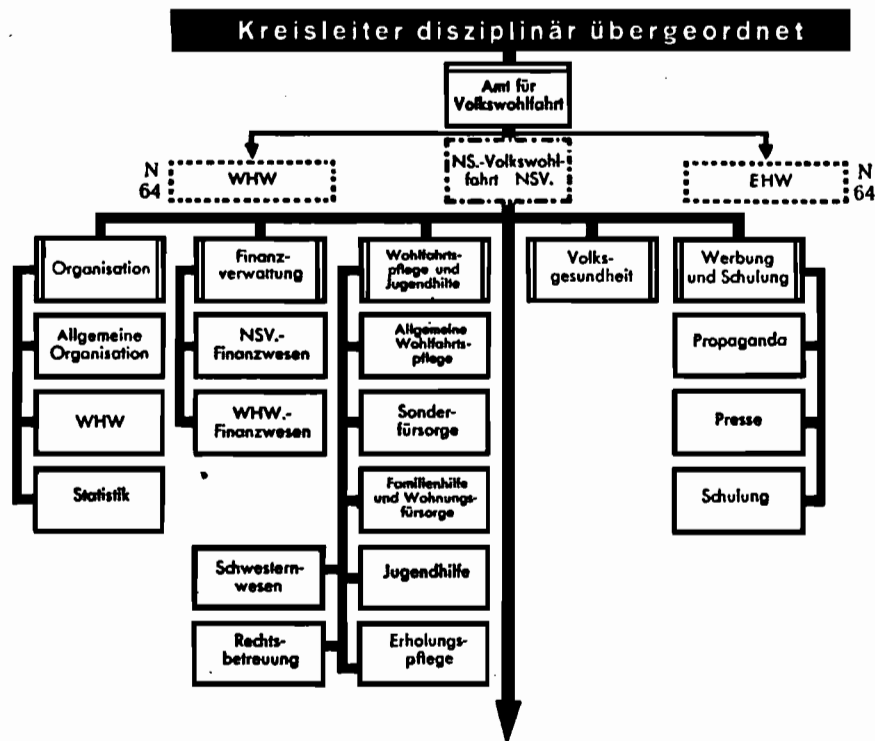 Kreisleiter disziplinär übergeordnet
Amt für
Volkswohlfahrt
N
64
WHW
NS.-Volkswohl-
fahrt NSV.
EHW
N
64
Organisation
Finanz-
verwaltung
Wohlfahrts-
pflege und
Jugendhilfe
Volks-
gesundheit
Werbung
und Schulung
Allgemeine
Organisation
NSV.-
Finanzwesen
Allgemeine
Wohlfahrts-
pflege
Propaganda
WHW
WHW.-
Finanzwesen
Sonder-
fürsorge
Presse
Statistik
Familienhilfe
und Wohnungs-
fürsorge
Schulung
Schwestern-
wesen
Jugendhilfe
Rechts-
betreuung
Erholungs-
pflege